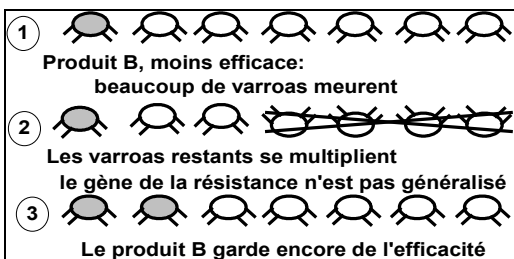 1
Produit B, moins efficace:
beaucoup de varroas meurent
2
Les varroas restants se multiplient
le gène de la résistance n'est pas généralisé
3
Le produit B garde encore de l'efficacité